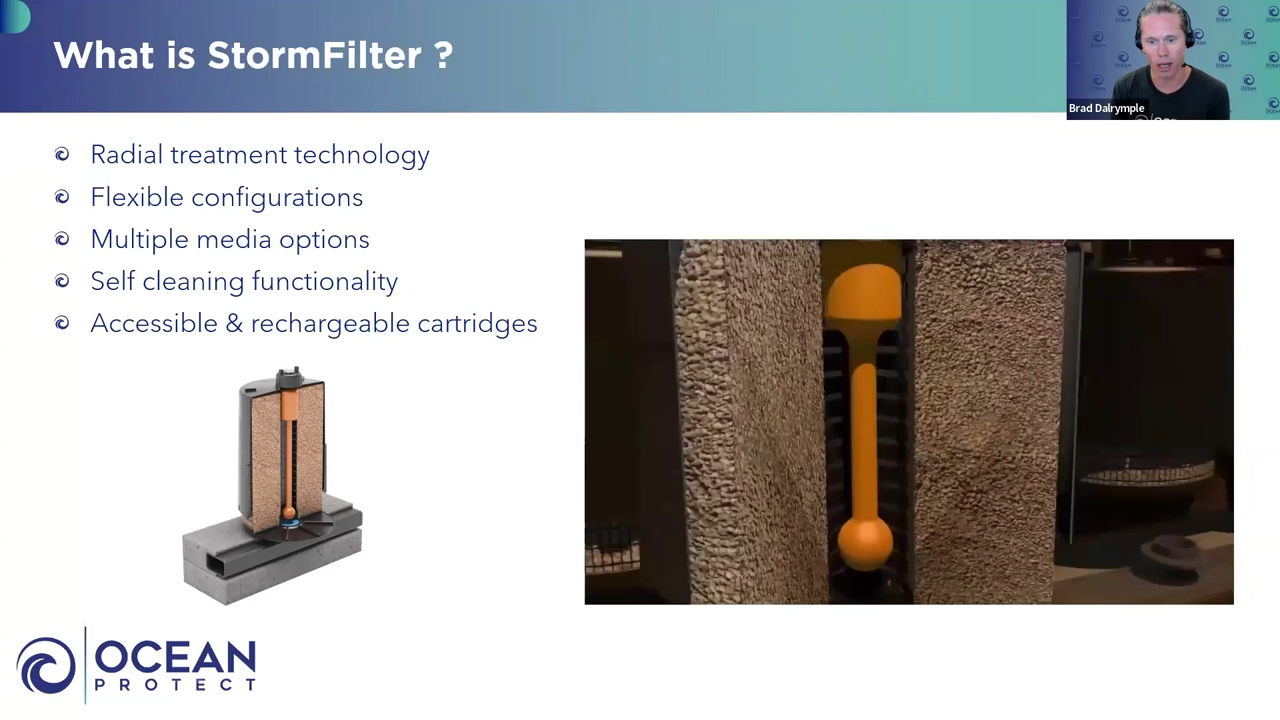 What is StormFilter ?
Brad Dalrymple
Radial treatment technology
Flexible configurations
Multiple media options
Self cleaning functionality
Accessible & rechargeable cartridges
OCEAN
PROTECT